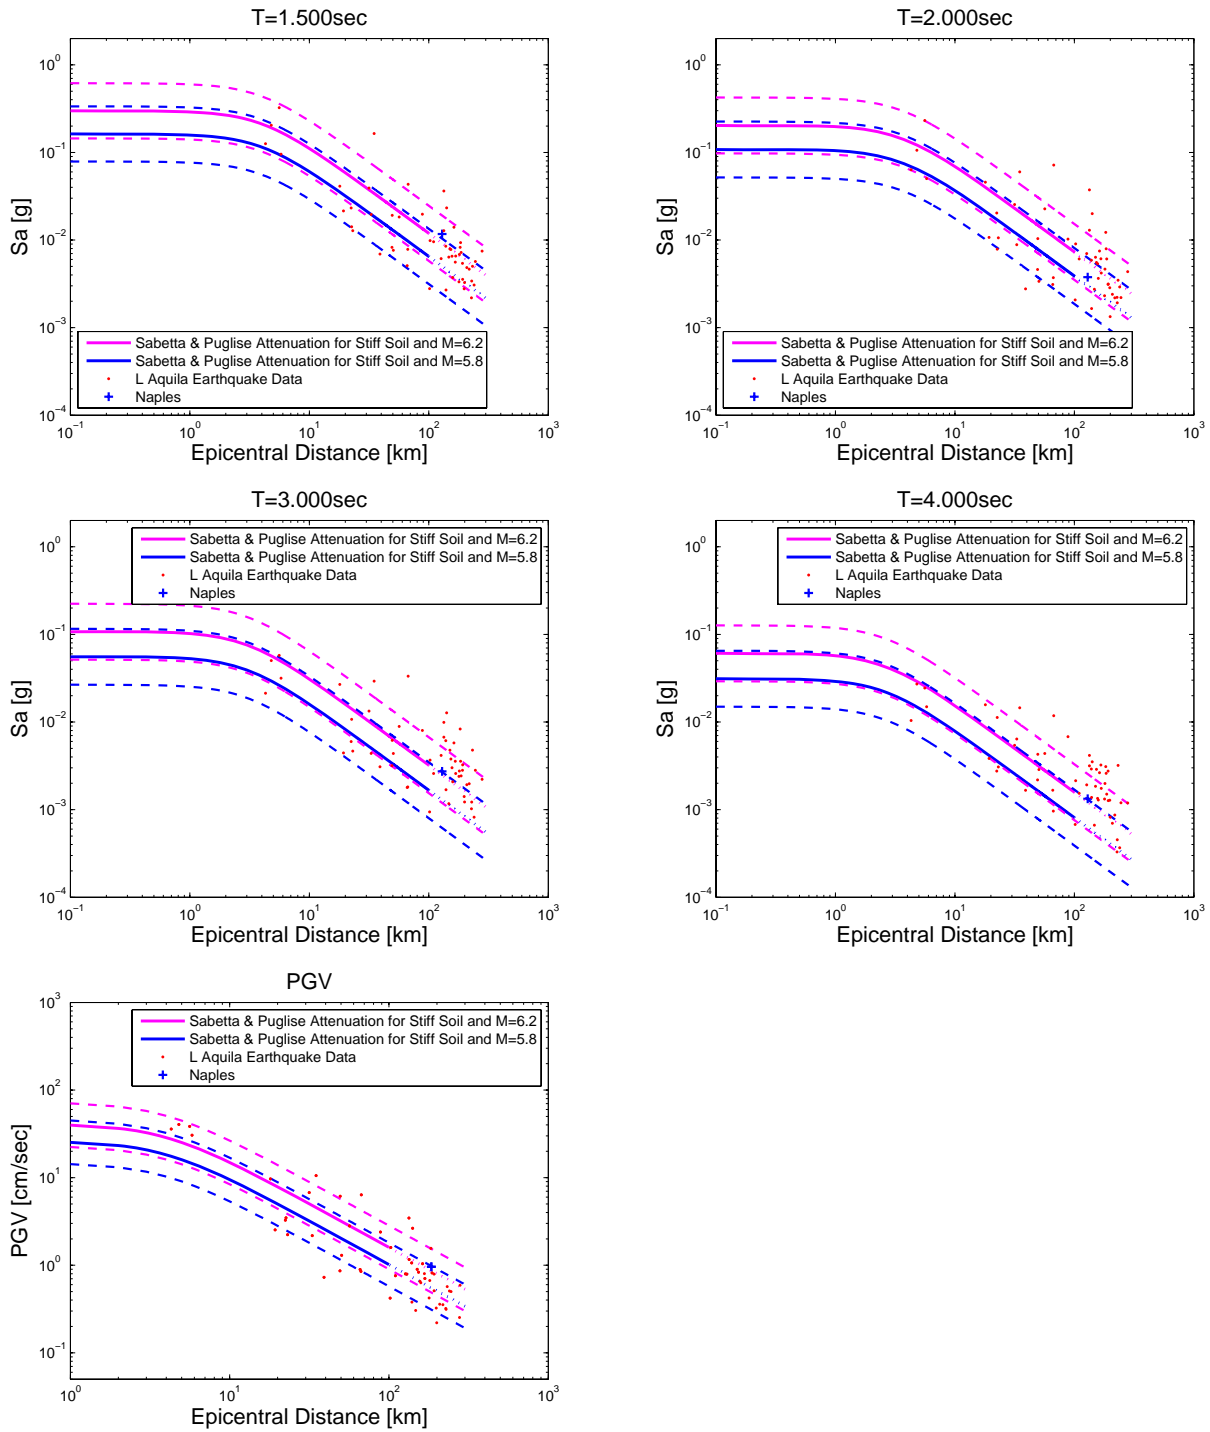 T=1.500sec
Sa [g]
10^0
10^−1
10^−2
10^−3
10^−4
Sabetta & Puglise Attenuation for Stiff Soil and M=6.2
Sabetta & Puglise Attenuation for Stiff Soil and M=5.8
L Aquila Earthquake Data
Naples
10^−1 10^0 10^1 10^2 10^3
Epicentral Distance [km]
T=2.000sec
Sa [g]
10^0
10^−1
10^−2
10^−3
10^−4
Sabetta & Puglise Attenuation for Stiff Soil and M=6.2
Sabetta & Puglise Attenuation for Stiff Soil and M=5.8
L Aquila Earthquake Data
Naples
10^−1 10^0 10^1 10^2 10^3
Epicentral Distance [km]
T=3.000sec
Sa [g]
10^0
10^−1
10^−2
10^−3
10^−4
Sabetta & Puglise Attenuation for Stiff Soil and M=6.2
Sabetta & Puglise Attenuation for Stiff Soil and M=5.8
L Aquila Earthquake Data
Naples
10^−1 10^0 10^1 10^2 10^3
Epicentral Distance [km]
T=4.000sec
Sa [g]
10^0
10^−1
10^−2
10^−3
10^−4
Sabetta & Puglise Attenuation for Stiff Soil and M=6.2
Sabetta & Puglise Attenuation for Stiff Soil and M=5.8
L Aquila Earthquake Data
Naples
10^−1 10^0 10^1 10^2 10^3
Epicentral Distance [km]
PGV
PGV [cm/sec]
10^3
10^2
10^1
10^0
10^−1
Sabetta & Puglise Attenuation for Stiff Soil and M=6.2
Sabetta & Puglise Attenuation for Stiff Soil and M=5.8
L Aquila Earthquake Data
Naples
10^0 10^1 10^2 10^3
Epicentral Distance [km]